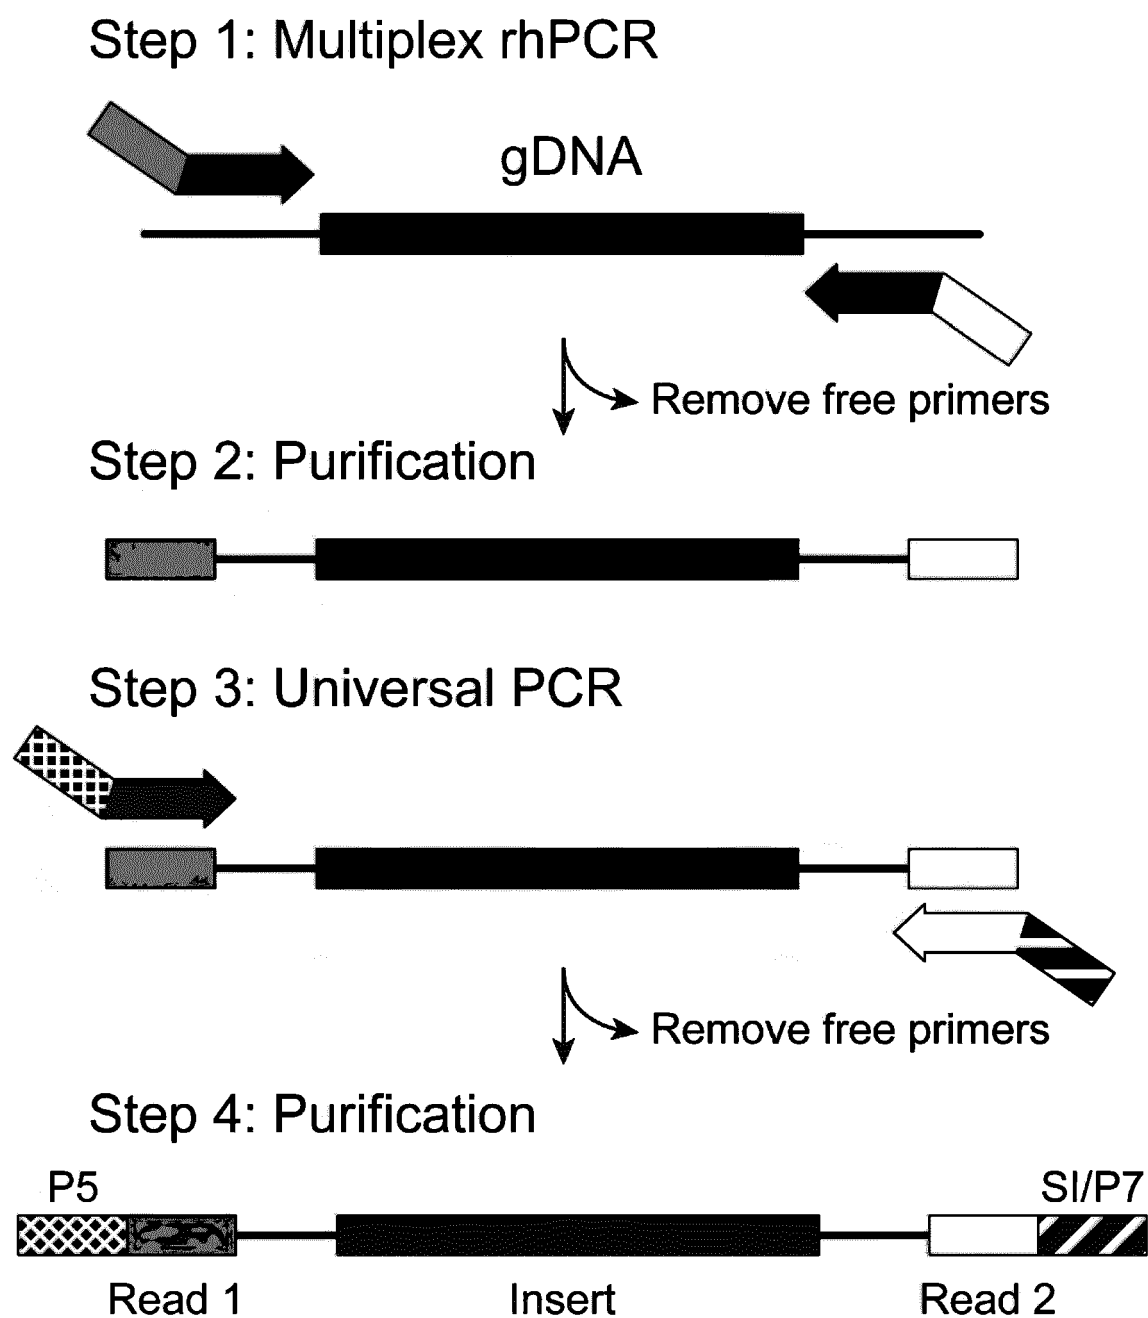 Step 1: Multiplex rhPCR
gDNA
Remove free primers
Step 2: Purification
Step 3: Universal PCR
Remove free primers
Step 4: Purification
P5 SI/P7
Read 1 Insert Read 2